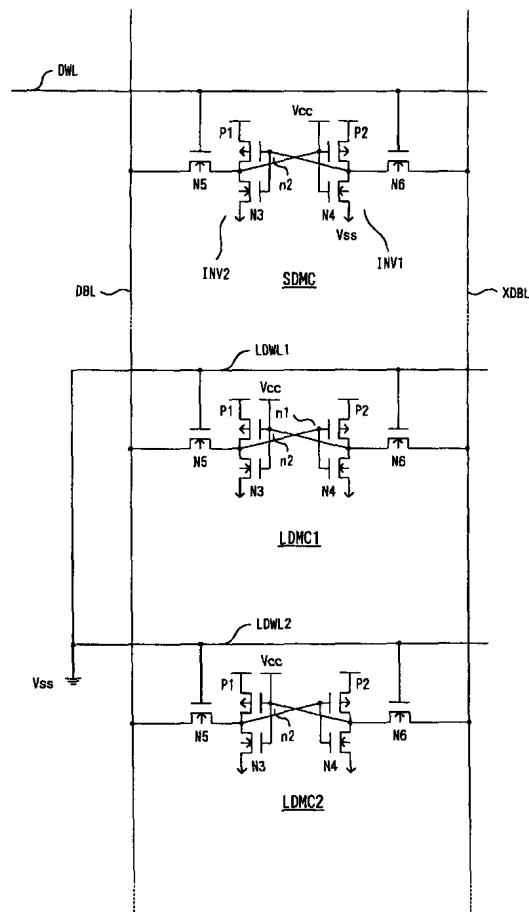 DWL
Vcc
P1 P2
N5 n2 N6
N3 N4
Vss
INV2 INV1
SDMC
DBL XDBL
LDWL1
Vcc
P1 n1 P2
N5 n2 N6
N3 N4
LDMC1
LDWL2
Vss Vcc
P1 P2
N5 n2 N6
N3 N4
LDMC2